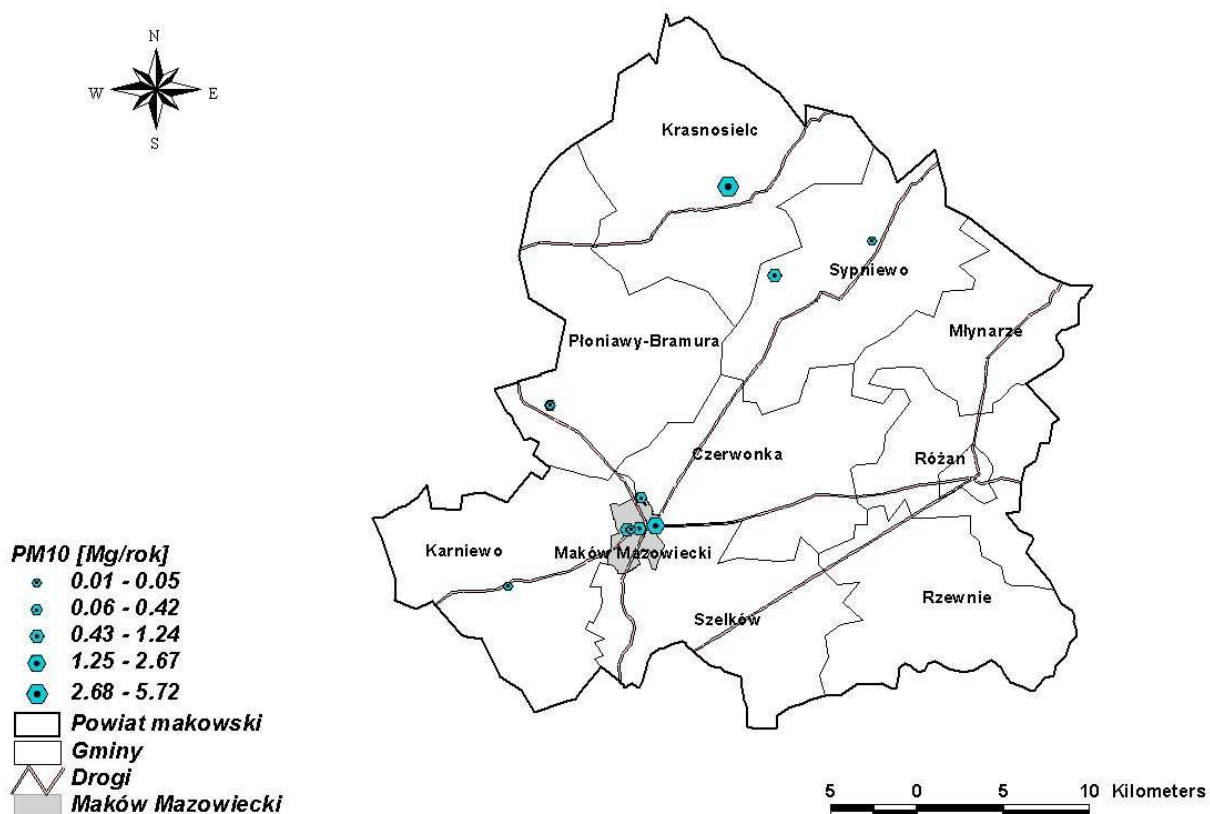 N
W E
S
Krasnosielc
Sypniewo
Młynarze
Płoniawy-Bramura
Czerwonka
Różan
Karniewo
Maków Mazowiecki
Rzewnie
Szelków
PM10 [Mg/rok]
0.01 - 0.05
0.06 - 0.42
0.43 - 1.24
1.25 - 2.67
2.68 - 5.72
Powiat makowski
Gminy
Drogi
Maków Mazowiecki
5 0 5 10 Kilometers